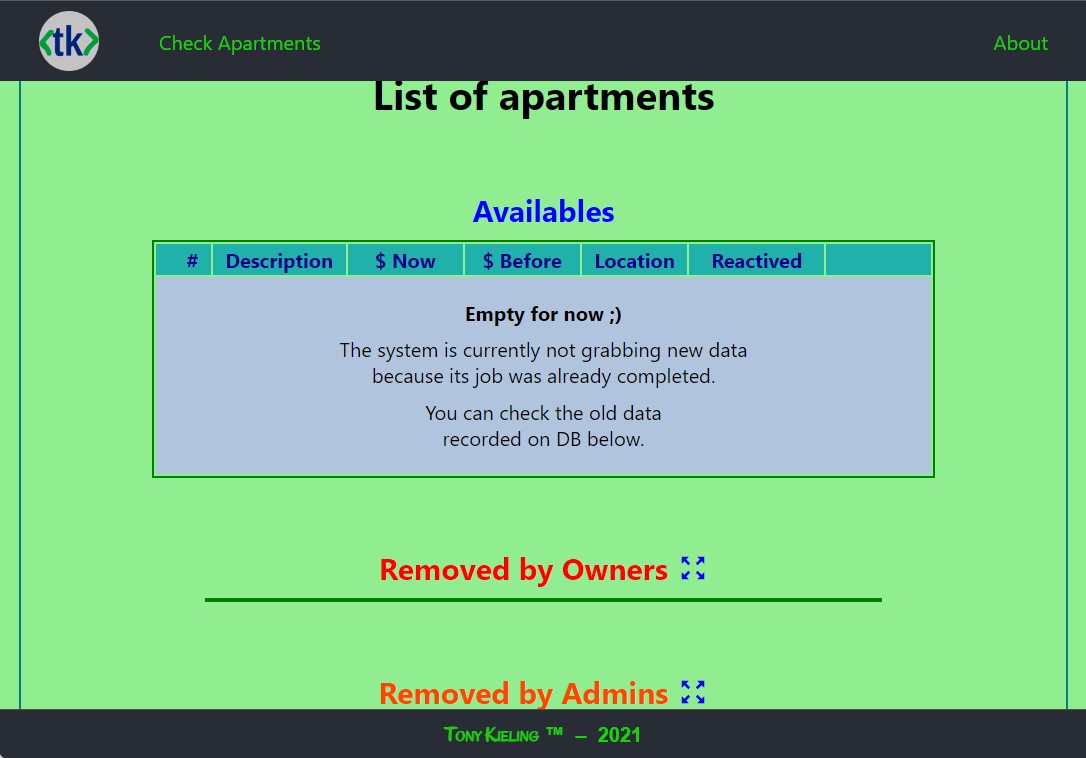 <tk>
Check Apartments
About
List of apartments
Availables
# Description $ Now $ Before Location Reactived
Empty for now ;)
The system is currently not grabbing new data
because its job was already completed.
You can check the old data
recorded on DB below.
Removed by Owners
Removed by Admins
Tony Kieling ™ – 2021